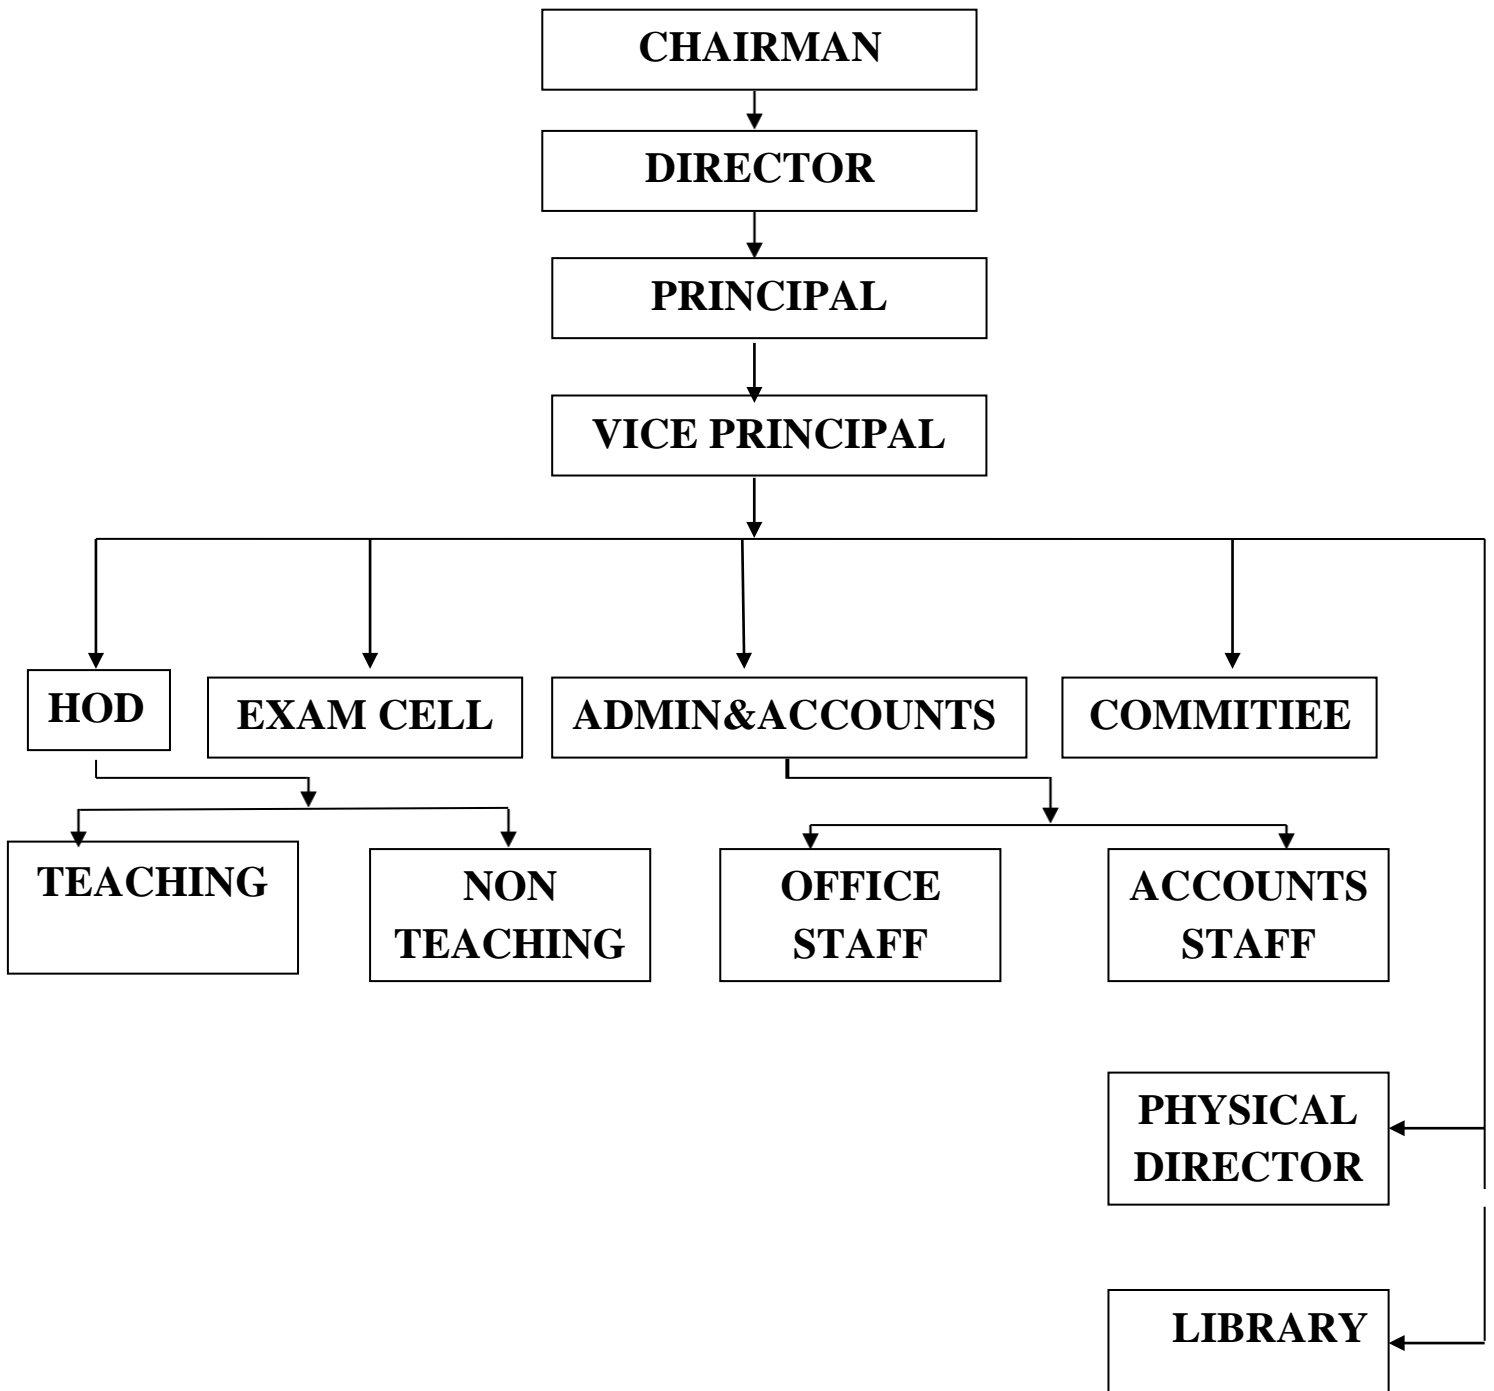 CHAIRMAN
DIRECTOR
PRINCIPAL
VICE PRINCIPAL
HOD
EXAM CELL
ADMIN&ACCOUNTS
COMMITIEE
TEACHING
NON
TEACHING
OFFICE
STAFF
ACCOUNTS
STAFF
PHYSICAL
DIRECTOR
LIBRARY